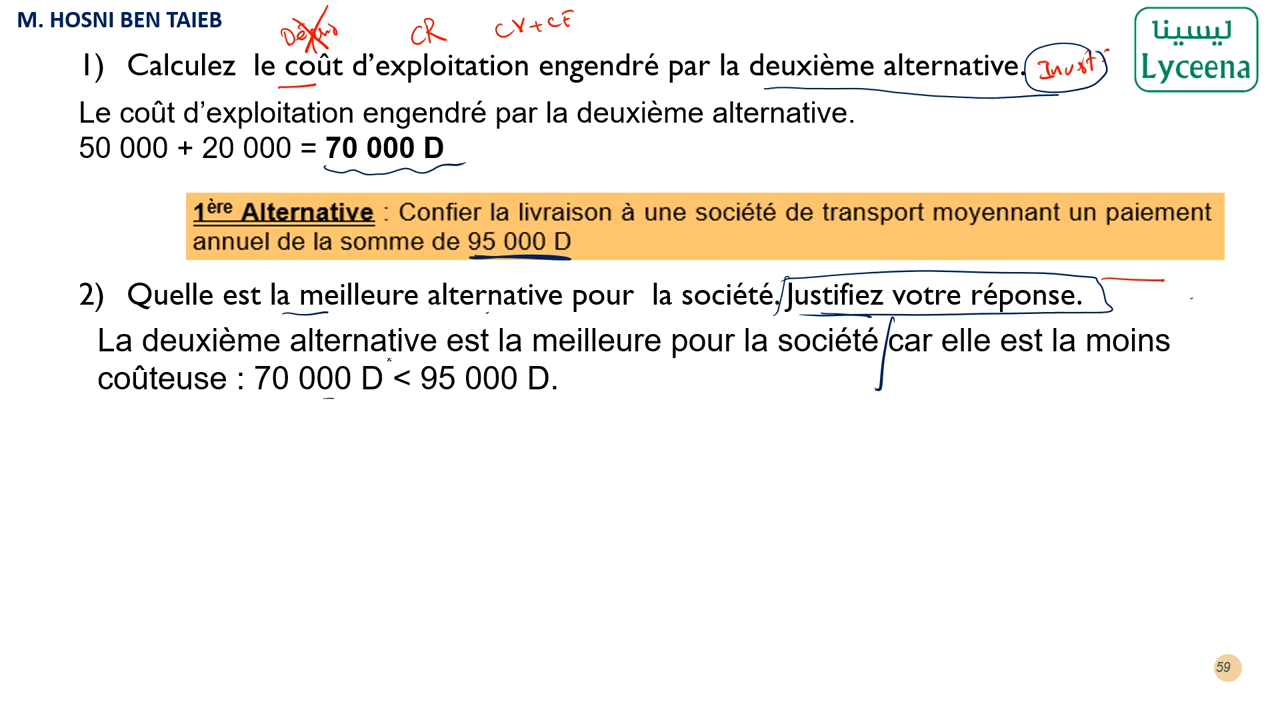 M. HOSNI BEN TAIEB
ليسينا
Lyceena
CR CV + CF
1) Calculez le coût d'exploitation engendré par la deuxième alternative. Invest
Le coût d'exploitation engendré par la deuxième alternative.
50 000 + 20 000 = 70 000 D
1ère Alternative : Confier la livraison à une société de transport moyennant un paiement
annuel de la somme de 95 000 D
2) Quelle est la meilleure alternative pour la société. Justifiez votre réponse.
La deuxième alternative est la meilleure pour la société car elle est la moins
coûteuse : 70 000 D < 95 000 D.
59